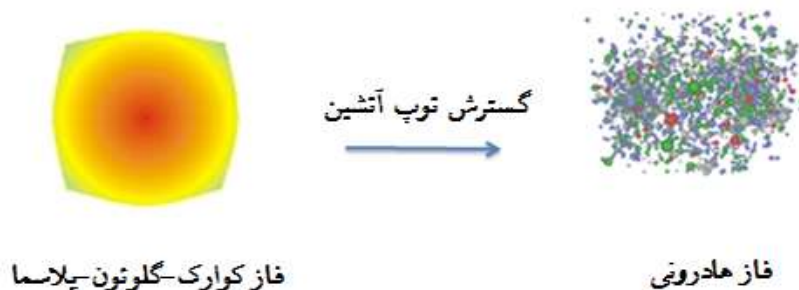 گسترش توپ آتشین
فاز هادرونی
فاز کوارک-گلوئون-پلاسما